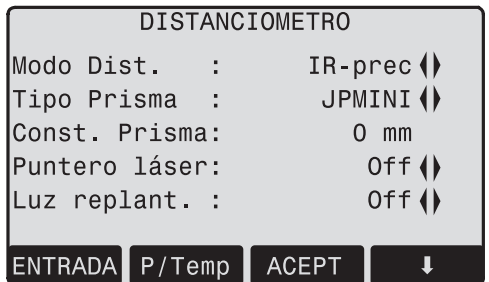 DISTANCIOMETRO
Modo Dist. : IR-prec
Tipo Prisma : JPMINI
Const. Prisma: 0 mm
Puntero láser: Off
Luz replant. : Off
ENTRADA P/Temp ACEPT ⬇